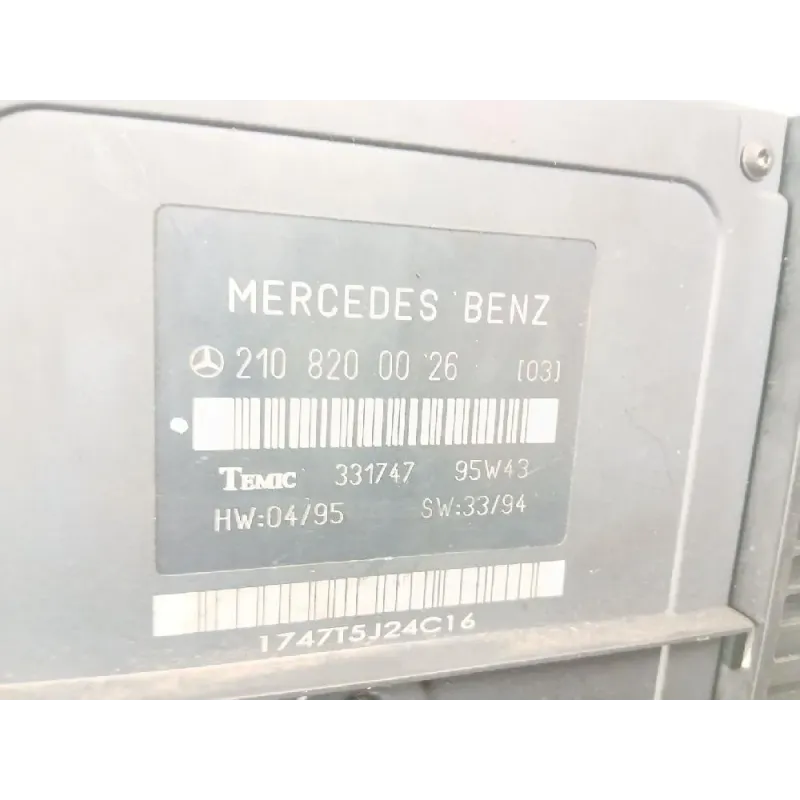 MERCEDES BENZ
210 820 00 26 [03]
TEMIC 331747 95W43
HW:04/95 SW:33/94
1747T5J24C16